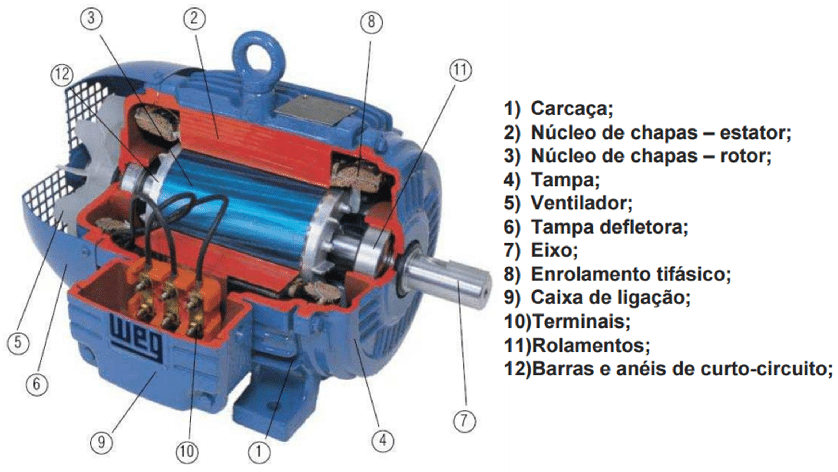 3
2
8
12
11
1) Carcaça;
2) Núcleo de chapas – estator;
3) Núcleo de chapas – rotor;
4) Tampa;
5) Ventilador;
6) Tampa defletora;
7) Eixo;
8) Enrolamento tifásico;
9) Caixa de ligação;
10)Terminais;
11)Rolamentos;
12)Barras e anéis de curto-circuito;
WEG
5
6
9
10
1
4
7